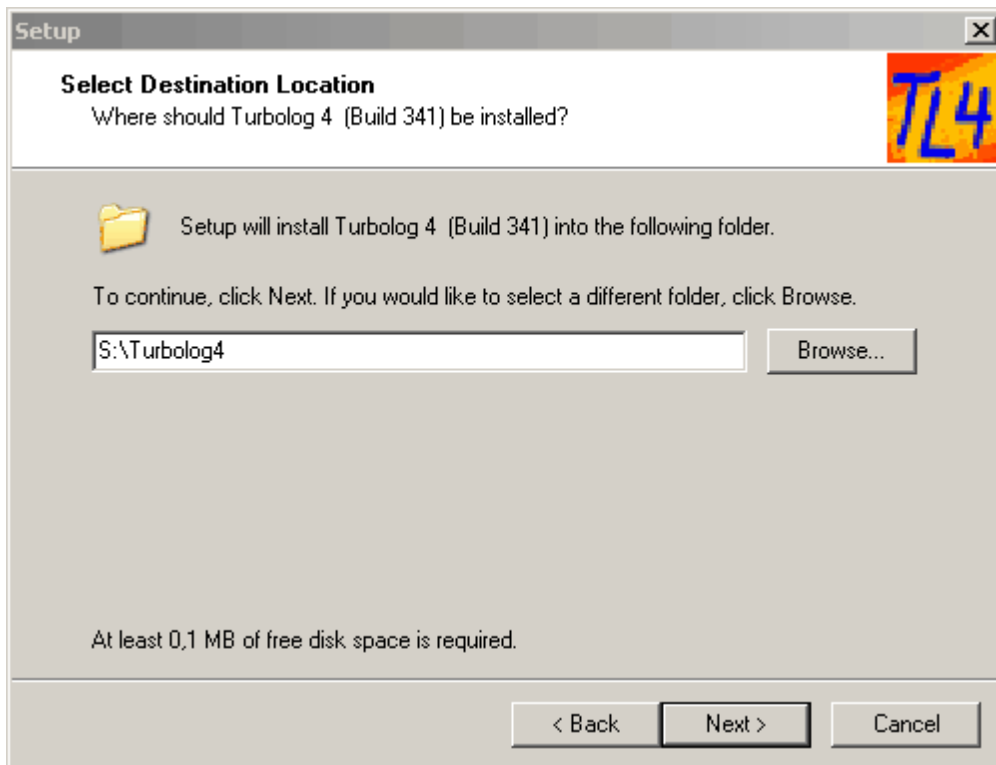 Setup
Select Destination Location
Where should Turbolog 4  (Build 341) be installed?
TL4
Setup will install Turbolog 4  (Build 341) into the following folder.
To continue, click Next. If you would like to select a different folder, click Browse.
S:\Turbolog4
Browse...
At least 0,1 MB of free disk space is required.
< Back
Next >
Cancel